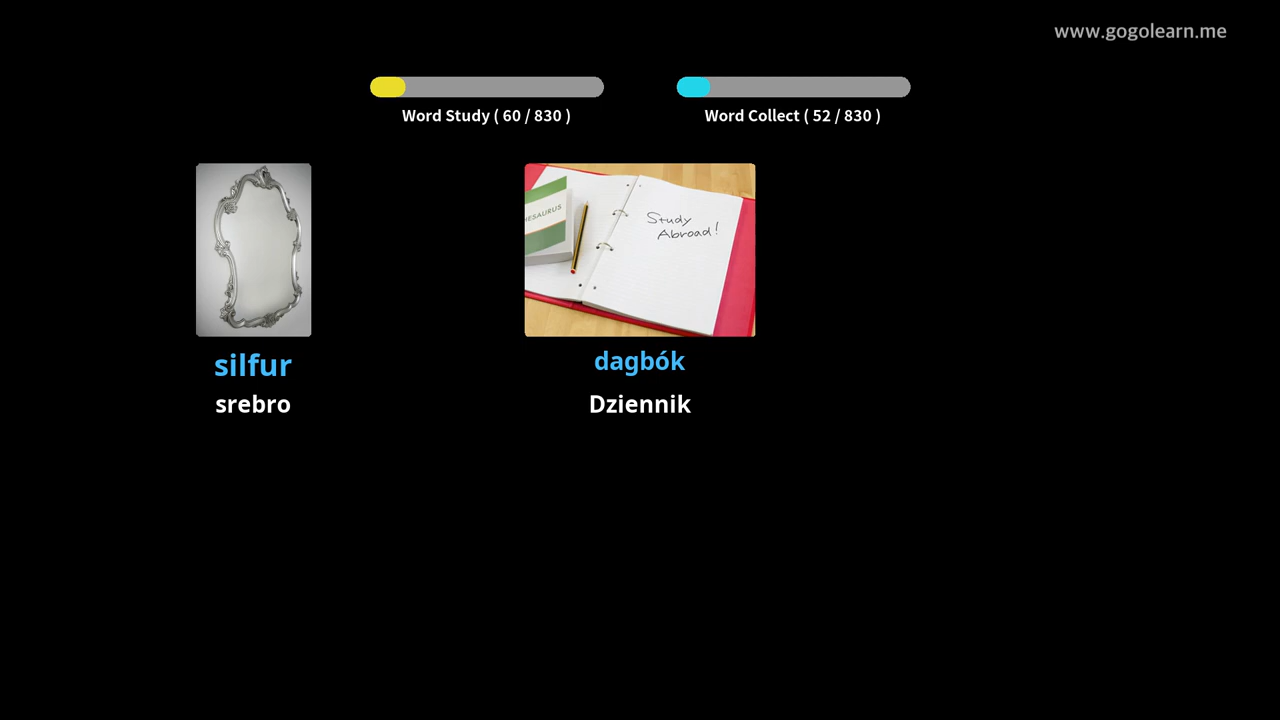 www.gogolearn.me
Word Study ( 60 / 830 )
Word Collect ( 52 / 830 )
HESAURUS
Study
Abroad!
silfur
dagbók
srebro
Dziennik